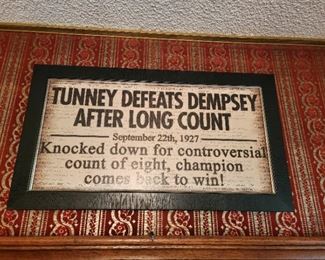 TUNNEY DEFEATS DEMPSEY
AFTER LONG COUNT
September 22th, 1927
Knocked down for controversial
count of eight, champion
comes back to win!